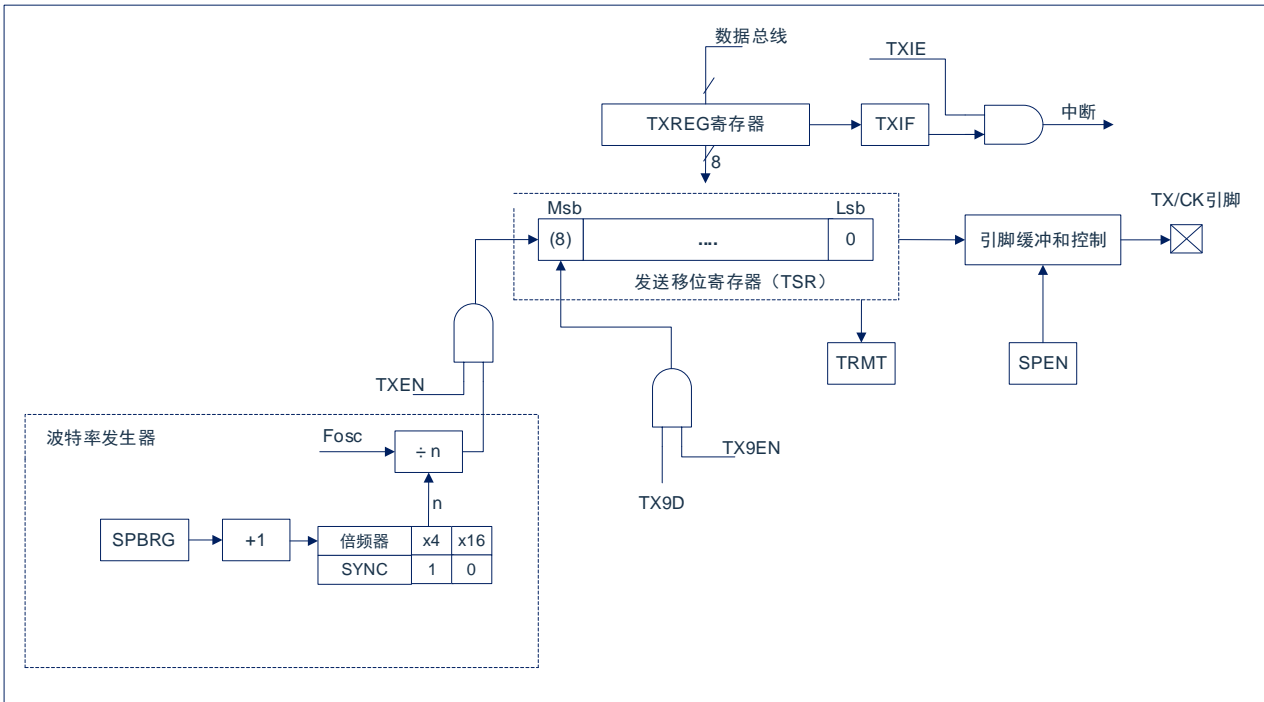 数据总线
TXIE
TXREG寄存器
TXIF
中断
8
Msb
Lsb
TX/CK引脚
(8)
....
0
引脚缓冲和控制
发送移位寄存器（TSR）
TRMT
SPEN
TXEN
波特率发生器
Fosc
÷ n
TX9EN
n
TX9D
SPBRG
+1
倍频器 x4 x16
SYNC 1 0